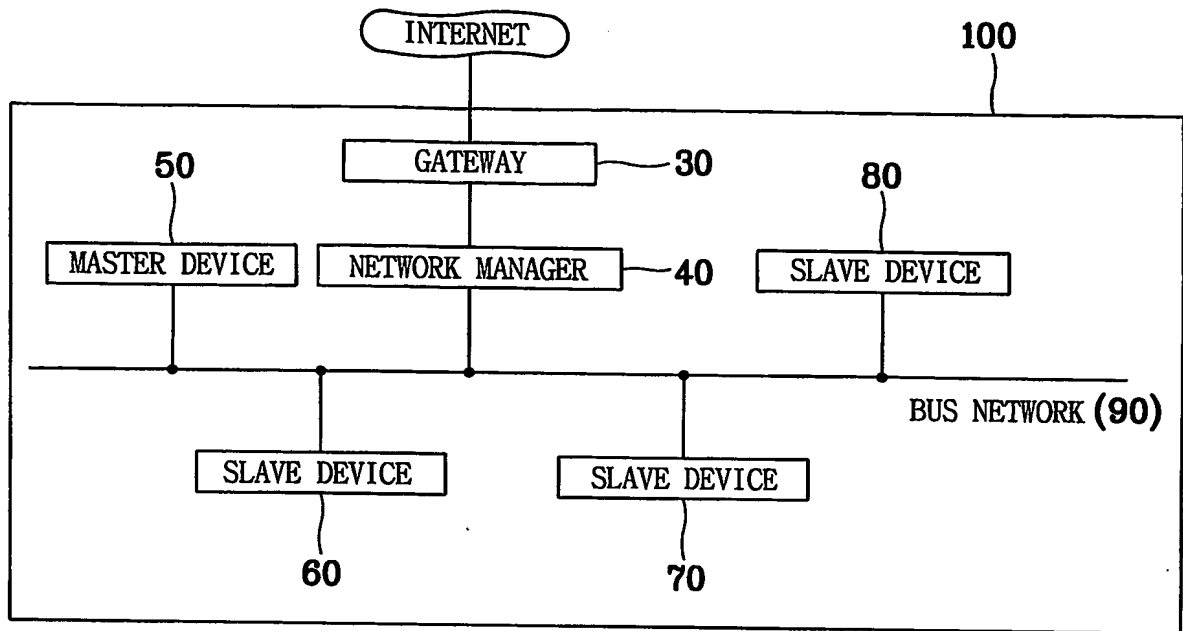 INTERNET
100
50
GATEWAY
30
80
MASTER DEVICE
NETWORK MANAGER
40
SLAVE DEVICE
BUS NETWORK (90)
SLAVE DEVICE
SLAVE DEVICE
60
70